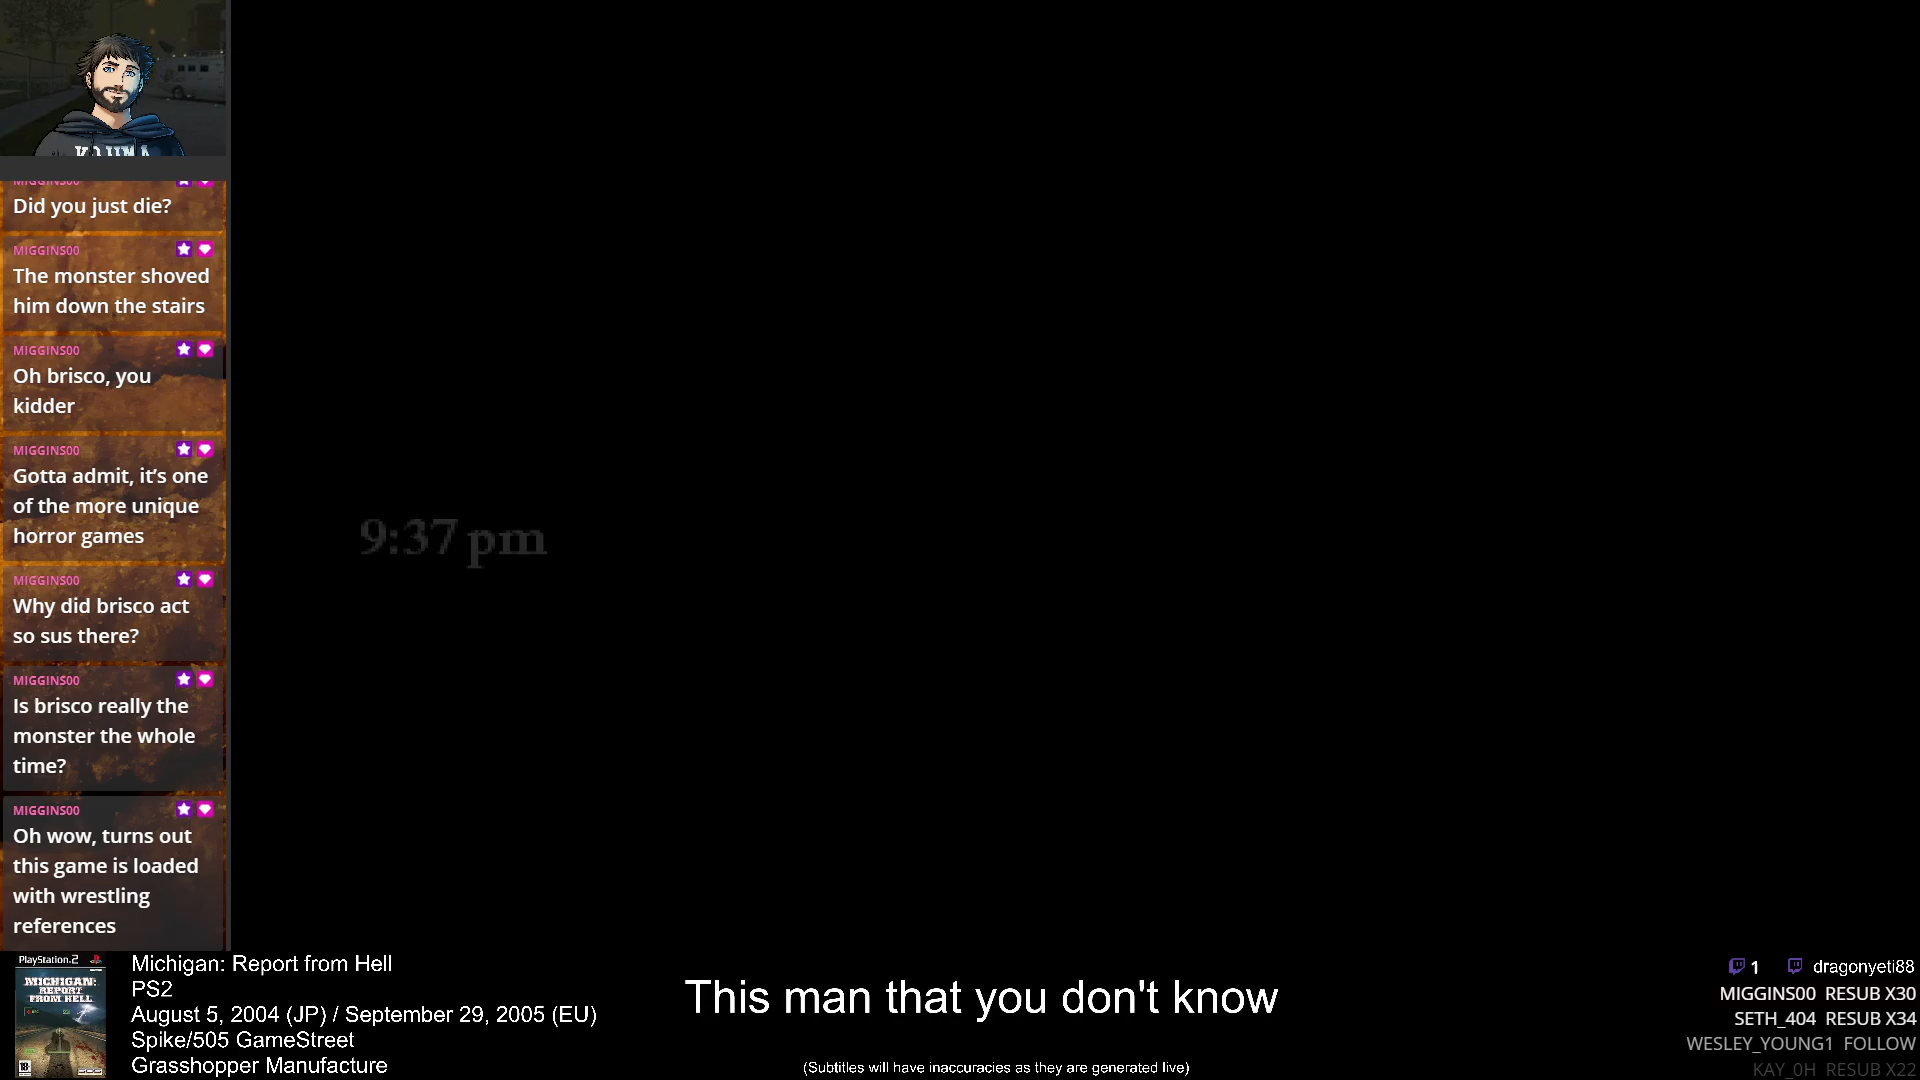 KOJIMA
MIGGINS00
Did you just die?
MIGGINS00
The monster shoved
him down the stairs
MIGGINS00
Oh brisco, you
kidder
MIGGINS00
Gotta admit, it’s one
of the more unique
horror games
MIGGINS00
Why did brisco act
so sus there?
MIGGINS00
Is brisco really the
monster the whole
time?
MIGGINS00
Oh wow, turns out
this game is loaded
with wrestling
references
9:37 pm
PlayStation.2
MICHIGAN:
REPORT
FROM HELL
18
505
Michigan: Report from Hell
PS2
August 5, 2004 (JP) / September 29, 2005 (EU)
Spike/505 GameStreet
Grasshopper Manufacture
This man that you don't know
(Subtitles will have inaccuracies as they are generated live)
1 dragonyeti88
MIGGINS00 RESUB X30
SETH_404 RESUB X34
WESLEY_YOUNG1 FOLLOW
KAY_0H RESUB X22